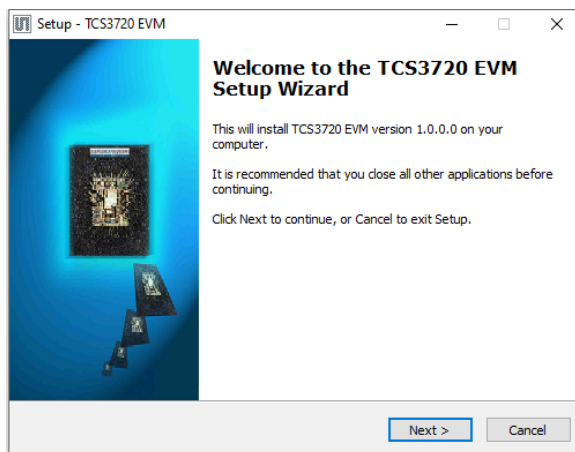 Setup - TCS3720 EVM
Welcome to the TCS3720 EVM
Setup Wizard
This will install TCS3720 EVM version 1.0.0.0 on your
computer.
It is recommended that you close all other applications before
continuing.
Click Next to continue, or Cancel to exit Setup.
Next >
Cancel